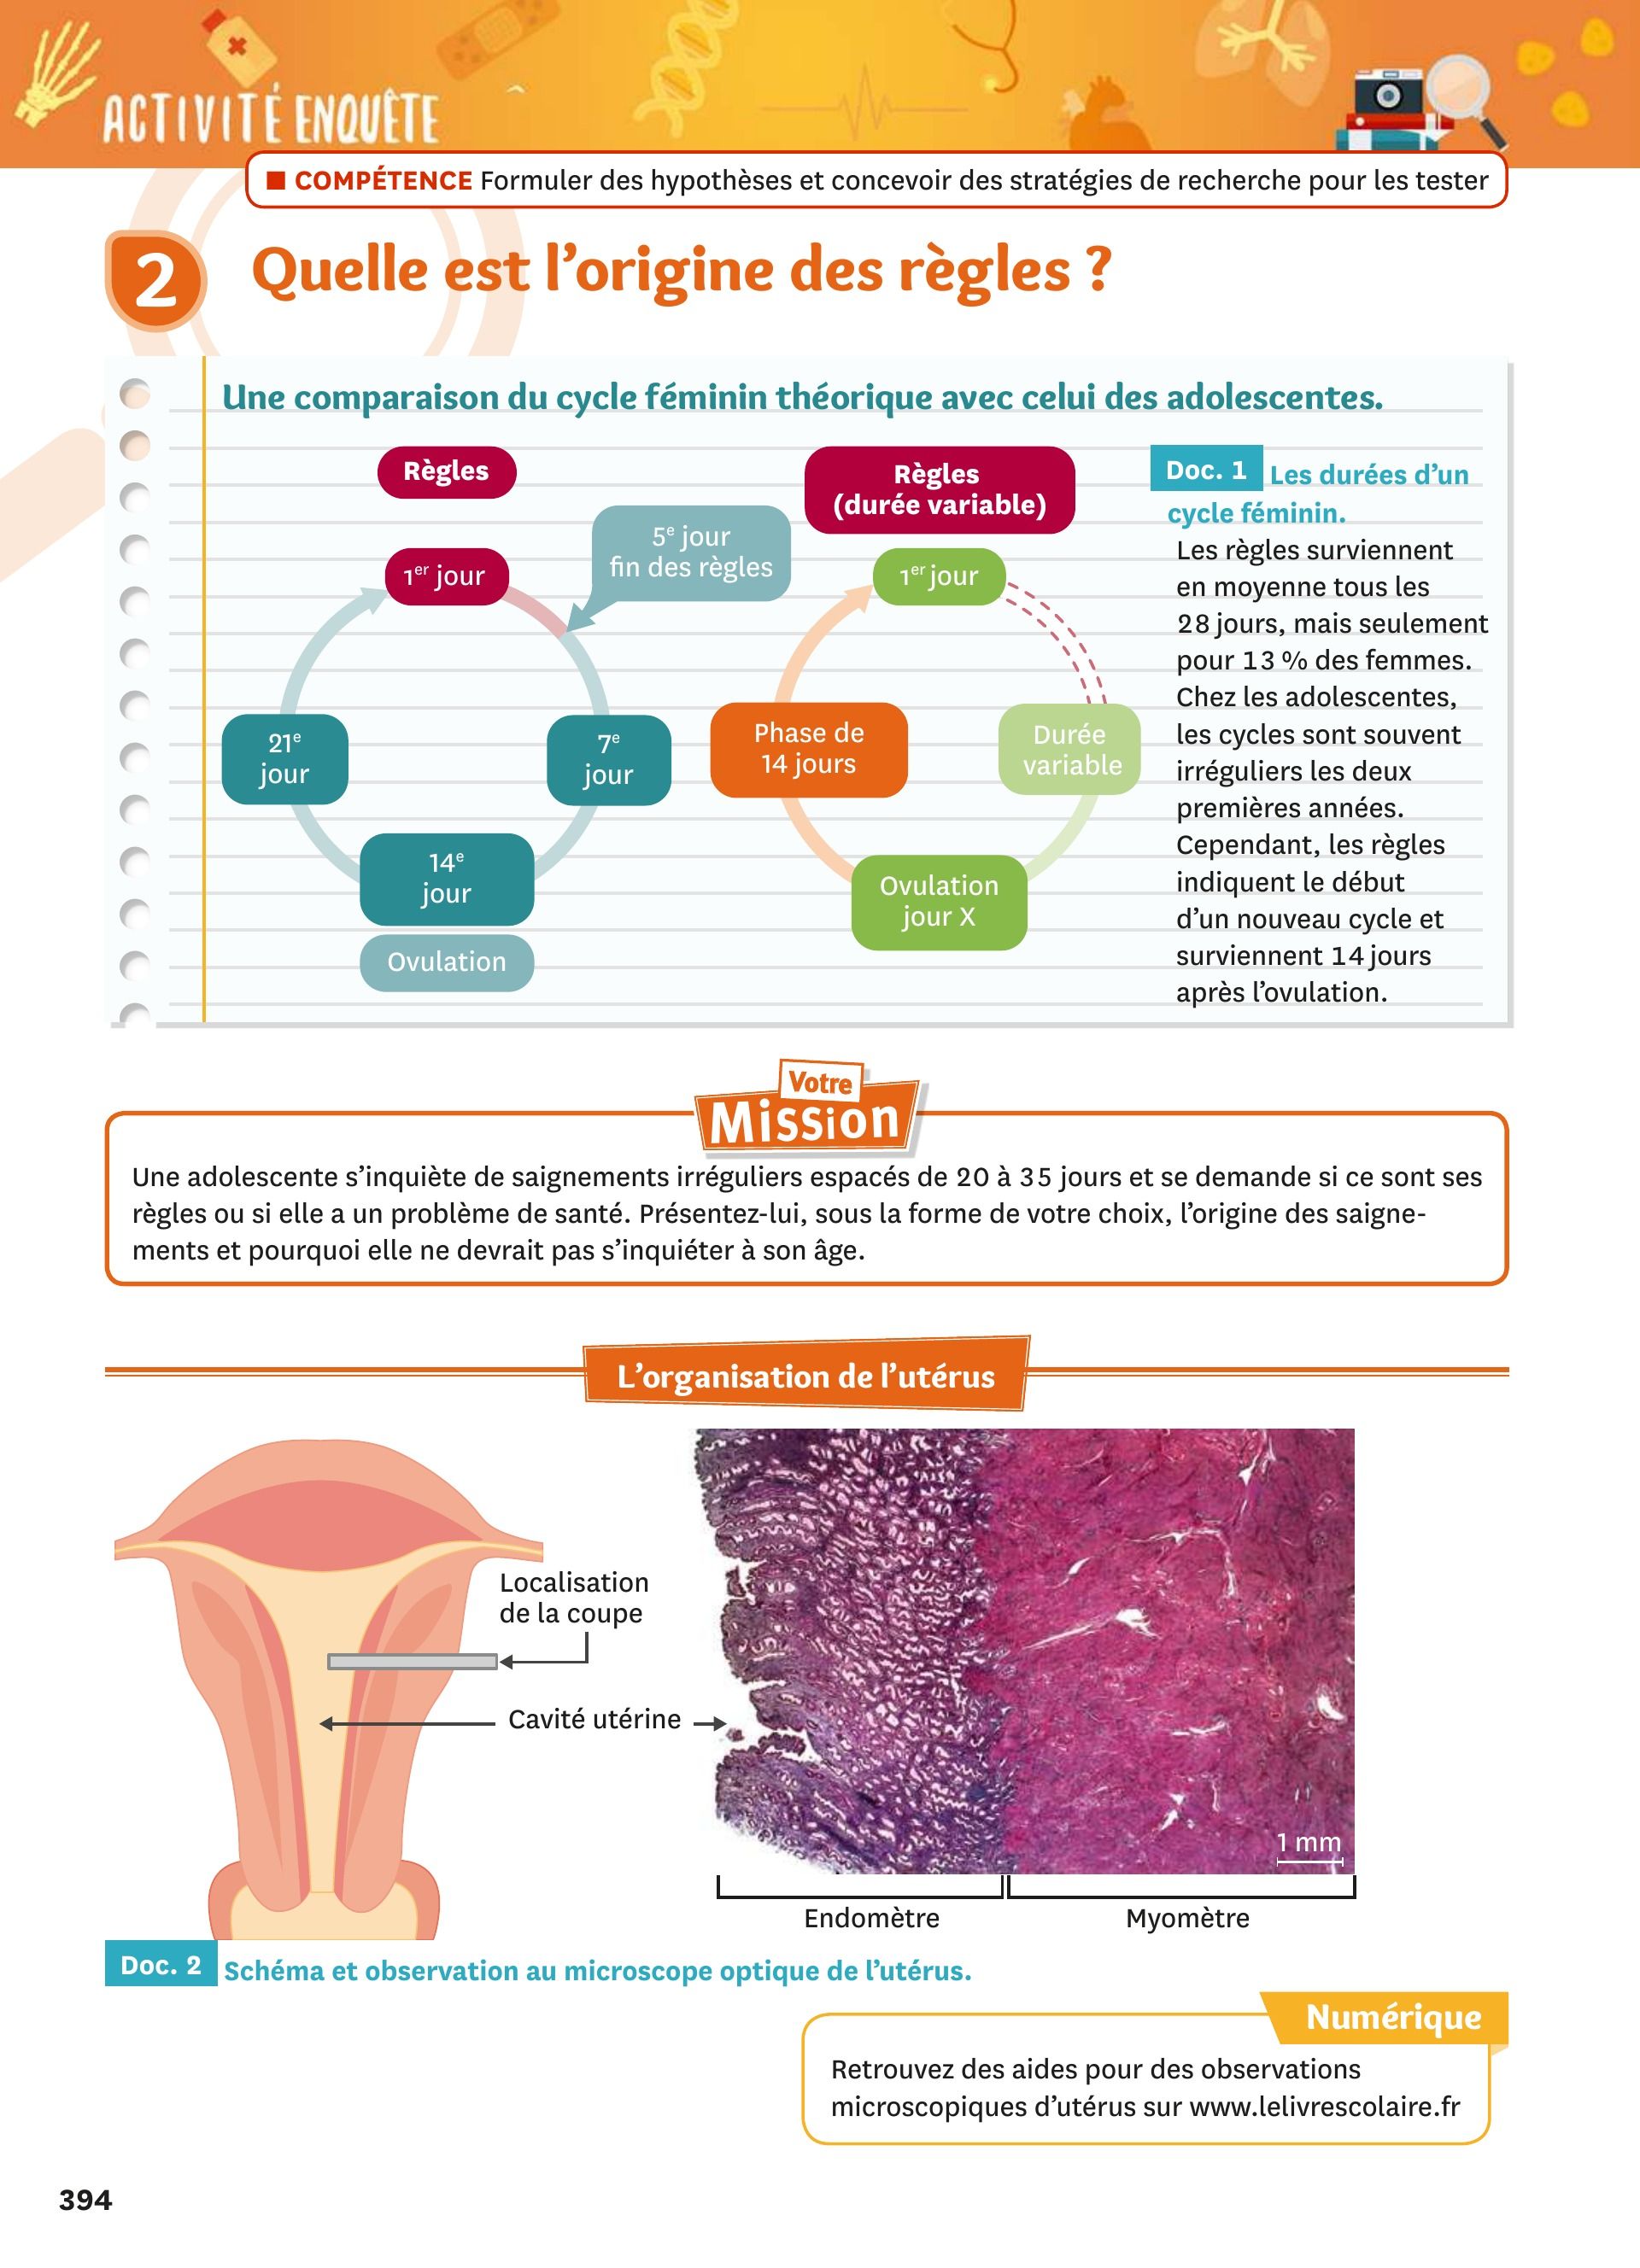 ACTIVITÉ ENQUÊTE
■ COMPÉTENCE Formuler des hypothèses et concevoir des stratégies de recherche pour les tester
2
Quelle est l'origine des règles ?
Une comparaison du cycle féminin théorique avec celui des adolescentes.
Règles
1er jour
5e jour
fin des règles
7e
jour
14e
jour
Ovulation
21e
jour
Règles
(durée variable)
1er jour
Durée
variable
Ovulation
jour X
Phase de
14 jours
Doc. 1 Les durées d'un
cycle féminin.
Les règles surviennent
en moyenne tous les
28 jours, mais seulement
pour 13 % des femmes.
Chez les adolescentes,
les cycles sont souvent
irréguliers les deux
premières années.
Cependant, les règles
indiquent le début
d'un nouveau cycle et
surviennent 14 jours
après l'ovulation.
Votre
Mission
Une adolescente s'inquiète de saignements irréguliers espacés de 20 à 35 jours et se demande si ce sont ses
règles ou si elle a un problème de santé. Présentez-lui, sous la forme de votre choix, l'origine des saigne-
ments et pourquoi elle ne devrait pas s'inquiéter à son âge.
L'organisation de l'utérus
Localisation
de la coupe
Cavité utérine
1 mm
Endomètre
Myomètre
Doc. 2 Schéma et observation au microscope optique de l'utérus.
Numérique
Retrouvez des aides pour des observations
microscopiques d'utérus sur www.lelivrescolaire.fr
394